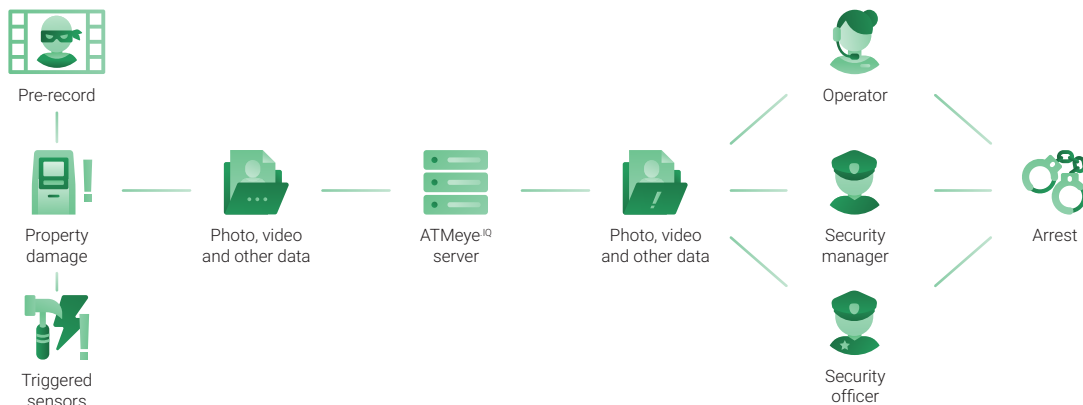 Pre-record
Operator
Property
damage
Photo, video
and other data
ATMeye.IQ
server
Photo, video
and other data
Security
manager
Arrest
Triggered
sensors
Security
officer